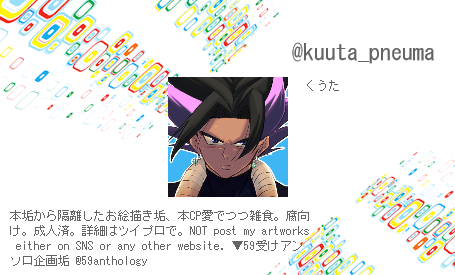 @kuuta_pneuma
くうた
本垢から隔離したお絵描き垢、本CP愛でつつ雑食。腐向
け。成人済。詳細はツイプロで。NOT post my artworks
either on SNS or any other website. ▼59受けアン
ソロ企画垢 @59anthology